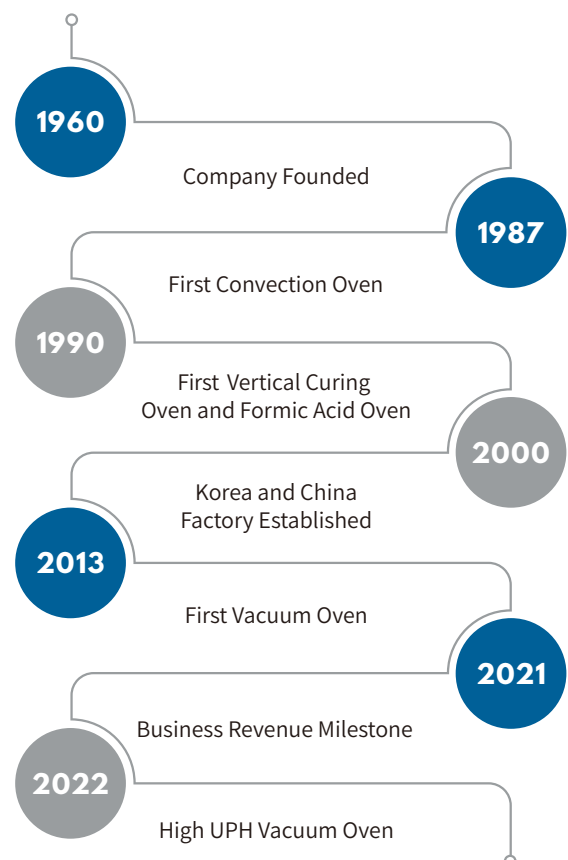 1960
Company Founded
1987
First Convection Oven
1990
First Vertical Curing
Oven and Formic Acid Oven
2000
Korea and China
Factory Established
2013
First Vacuum Oven
2021
Business Revenue Milestone
2022
High UPH Vacuum Oven